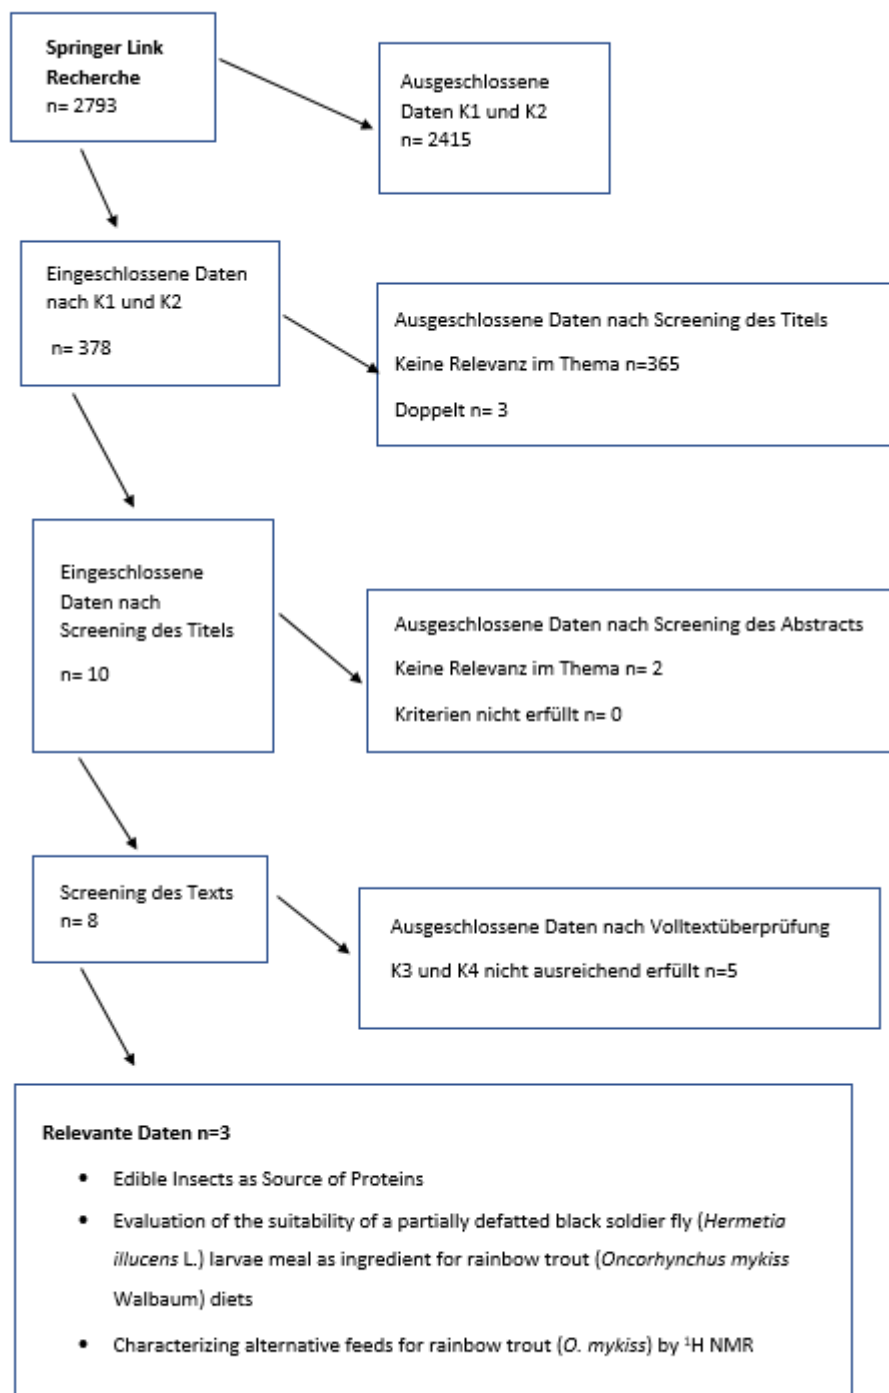 Springer Link
Recherche
n= 2793
Ausgeschlossene
Daten K1 und K2
n= 2415
Eingeschlossene Daten
nach K1 und K2
n= 378
Ausgeschlossene Daten nach Screening des Titels
Keine Relevanz im Thema n=365
Doppelt n= 3
Eingeschlossene
Daten nach
Screening des Titels
n= 10
Ausgeschlossene Daten nach Screening des Abstracts
Keine Relevanz im Thema n= 2
Kriterien nicht erfüllt n= 0
Screening des Texts
n= 8
Ausgeschlossene Daten nach Volltextüberprüfung
K3 und K4 nicht ausreichend erfüllt n=5
Relevante Daten n=3
• Edible Insects as Source of Proteins
• Evaluation of the suitability of a partially defatted black soldier fly (Hermetia
illucens L.) larvae meal as ingredient for rainbow trout (Oncorhynchus mykiss
Walbaum) diets
• Characterizing alternative feeds for rainbow trout (O. mykiss) by ¹H NMR